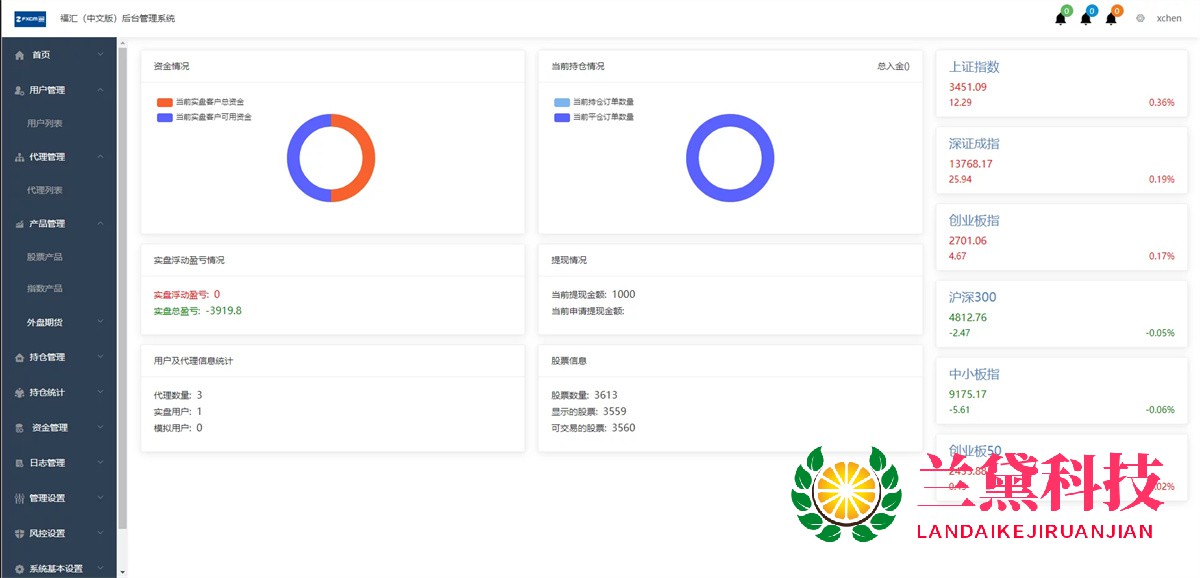 FXCM 福汇（中文版）后台管理系统
0 0 0 xchen
首页
用户管理
用户列表
代理管理
代理列表
产品管理
股票产品
指数产品
外盘期货
持仓管理
持仓统计
资金管理
日志管理
管理设置
风控设置
系统基本设置
资金情况
当前实盘客户总资金
当前实盘客户可用资金
当前持仓情况 总入金()
当前持仓订单数量
当前平仓订单数量
实盘浮动盈亏情况
实盘浮动盈亏: 0
实盘总盈亏: -3919.8
提现情况
当前提现金额: 1000
当前申请提现金额:
用户及代理信息统计
代理数量: 3
实盘用户: 1
模拟用户: 0
股票信息
股票数量: 3613
显示的股票: 3559
可交易的股票: 3560
上证指数
3451.09
12.29 0.36%
深证成指
13768.17
25.94 0.19%
创业板指
2701.06
4.67 0.17%
沪深300
4812.76
-2.47 -0.05%
中小板指
9175.17
-5.61 -0.06%
创业板50
兰黛科技
LANDAIKEJIRUANJIAN